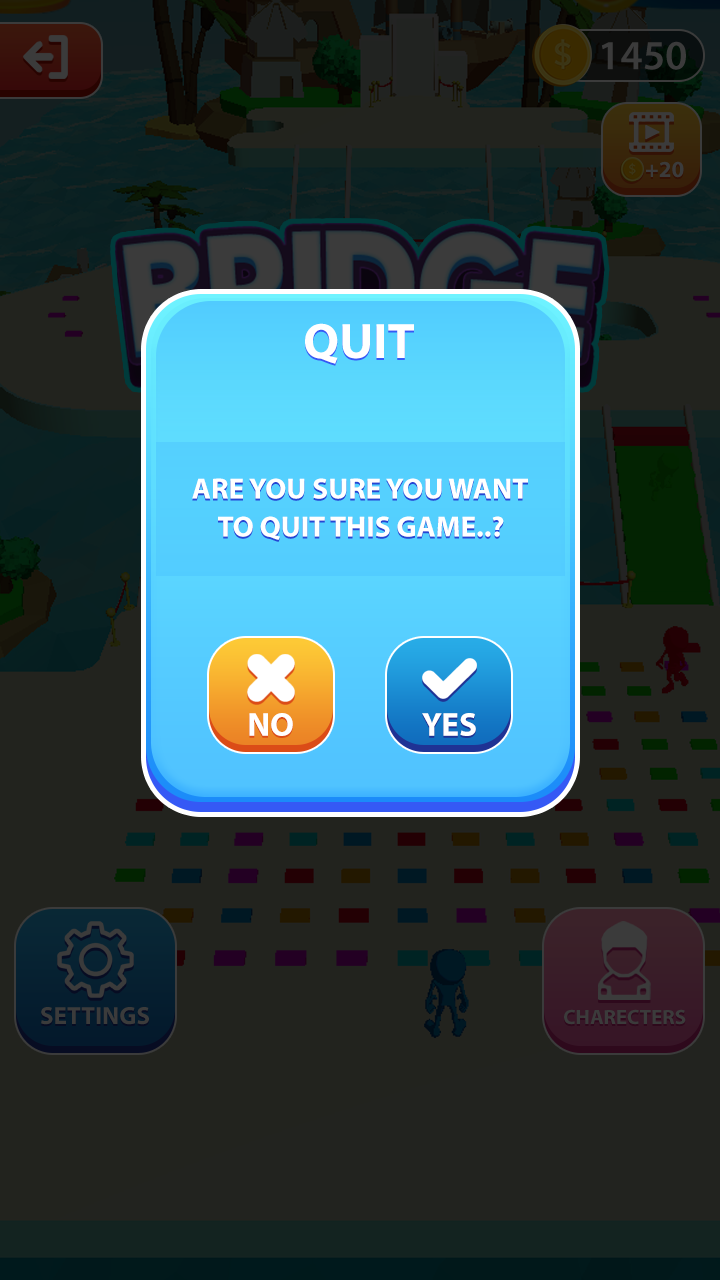 $ 1450
$ +20
BRIDGE
QUIT
ARE YOU SURE YOU WANT
TO QUIT THIS GAME..?
NO
YES
SETTINGS
CHARECTERS